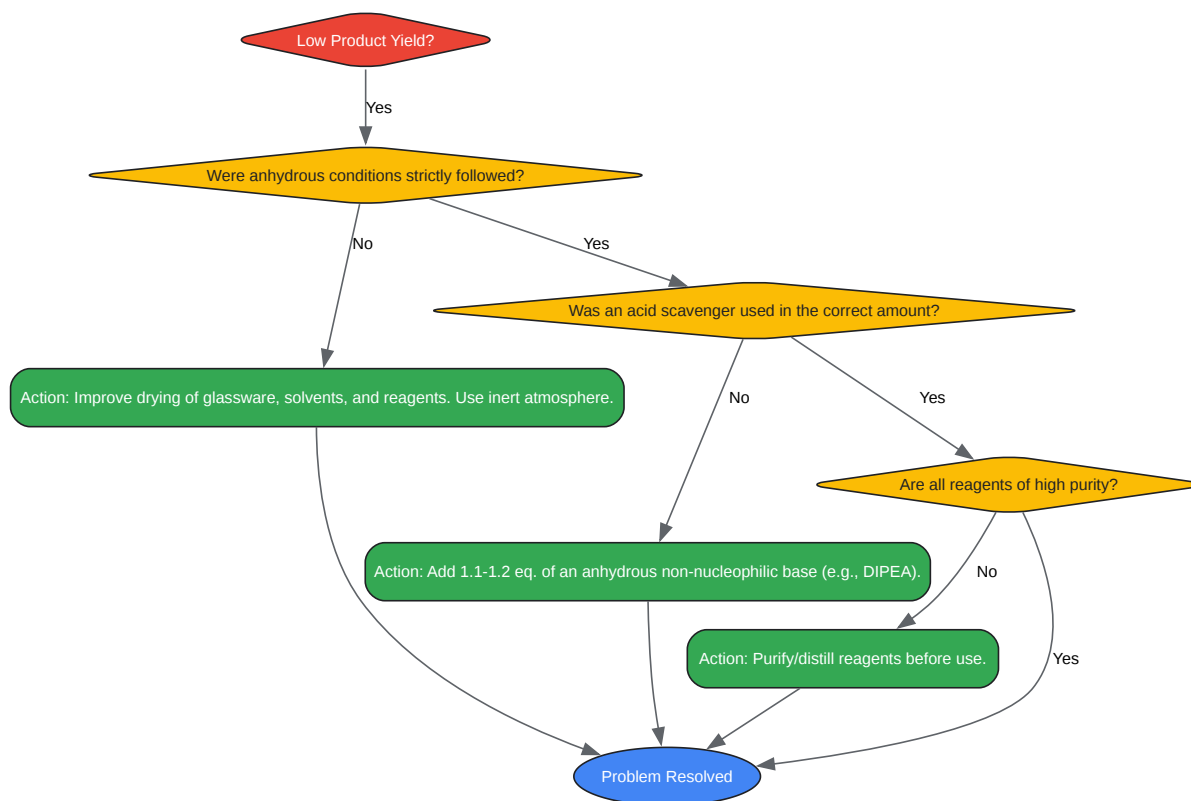 Low Product Yield?
Yes
Were anhydrous conditions strictly followed?
No
Yes
Was an acid scavenger used in the correct amount?
Action: Improve drying of glassware, solvents, and reagents. Use inert atmosphere.
No
Yes
Are all reagents of high purity?
Action: Add 1.1-1.2 eq. of an anhydrous non-nucleophilic base (e.g., DIPEA).
No
Action: Purify/distill reagents before use.
Yes
Problem Resolved